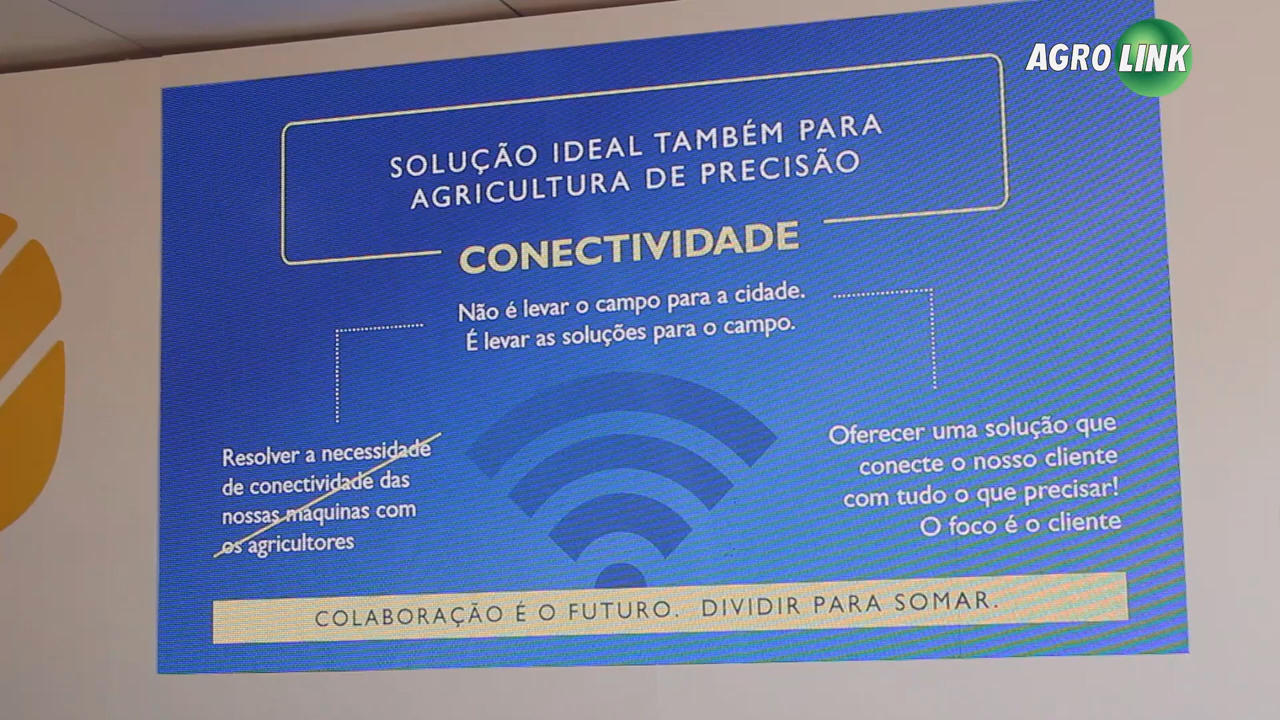 AGRO LINK
SOLUÇÃO IDEAL TAMBÉM PARA
AGRICULTURA DE PRECISÃO
CONECTIVIDADE
Não é levar o campo para a cidade.
É levar as soluções para o campo.
Resolver a necessidade
de conectividade das
nossas máquinas com
os agricultores
Oferecer uma solução que
conecte o nosso cliente
com tudo o que precisar!
O foco é o cliente
COLABORAÇÃO É O FUTURO. DIVIDIR PARA SOMAR.